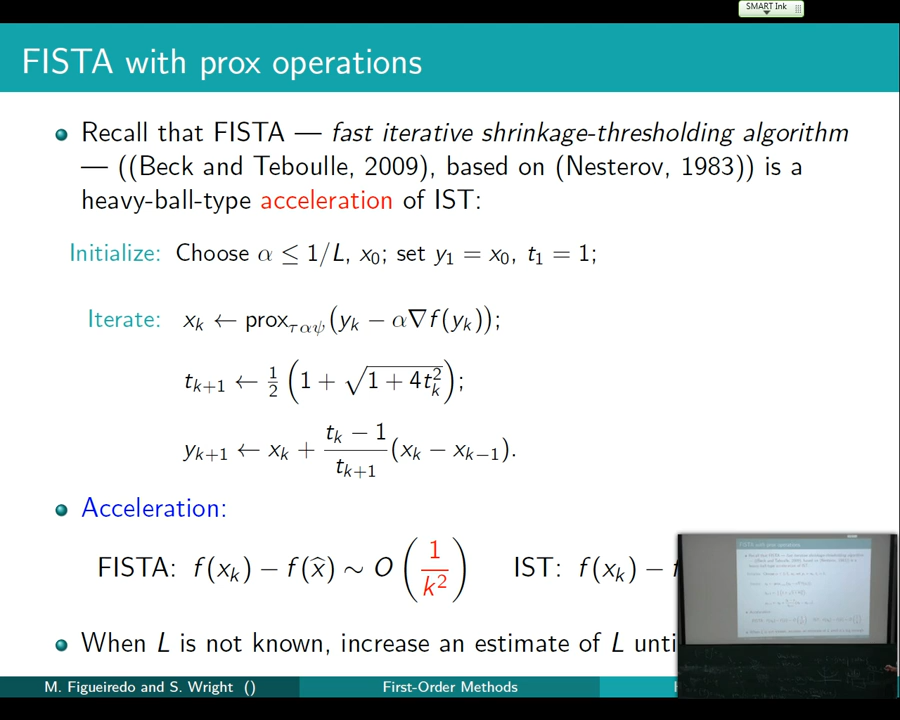 SMART Ink
FISTA with prox operations
Recall that FISTA — fast iterative shrinkage-thresholding algorithm
— ((Beck and Teboulle, 2009), based on (Nesterov, 1983)) is a
heavy-ball-type acceleration of IST:
Initialize: Choose α ≤ 1/L, x₀; set y₁ = x₀, t₁ = 1;
Iterate: xₖ ← prox_{ταψ}(yₖ − α∇f(yₖ));
tₖ₊₁ ← ½ (1 + √(1 + 4tₖ²));
yₖ₊₁ ← xₖ + (tₖ − 1)/(tₖ₊₁) (xₖ − xₖ₋₁).
Acceleration:
FISTA: f(xₖ) − f(x̂) ∼ O(1/k²) IST: f(xₖ) −
When L is not known, increase an estimate of L
M. Figueiredo and S. Wright () First-Order Methods